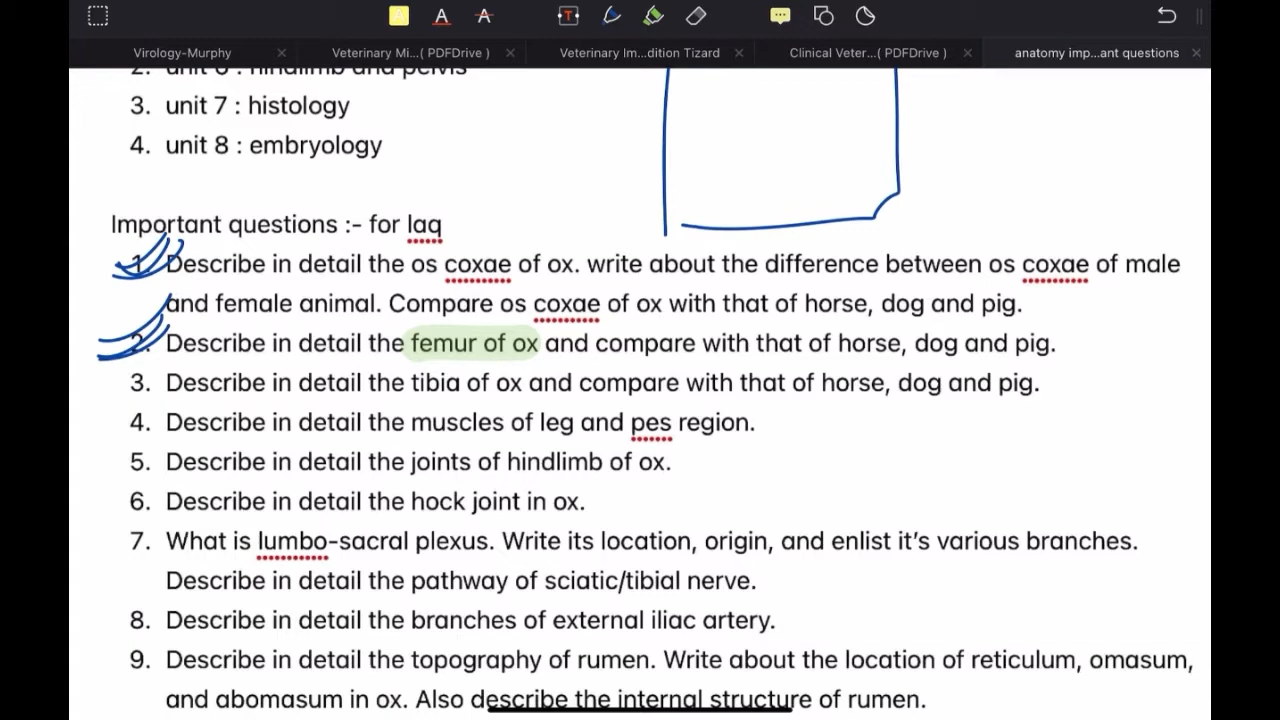 A A A T
Virology-Murphy × Veterinary Mi...( PDFDrive ) × Veterinary Im...dition Tizard × Clinical Veter...( PDFDrive ) × anatomy imp...ant questions ×
2. unit 6 : hindlimb and pelvis
3. unit 7 : histology
4. unit 8 : embryology
Important questions :- for laq
1. Describe in detail the os coxae of ox. write about the difference between os coxae of male
and female animal. Compare os coxae of ox with that of horse, dog and pig.
2. Describe in detail the femur of ox and compare with that of horse, dog and pig.
3. Describe in detail the tibia of ox and compare with that of horse, dog and pig.
4. Describe in detail the muscles of leg and pes region.
5. Describe in detail the joints of hindlimb of ox.
6. Describe in detail the hock joint in ox.
7. What is lumbo-sacral plexus. Write its location, origin, and enlist it’s various branches.
Describe in detail the pathway of sciatic/tibial nerve.
8. Describe in detail the branches of external iliac artery.
9. Describe in detail the topography of rumen. Write about the location of reticulum, omasum,
and abomasum in ox. Also describe the internal structure of rumen.